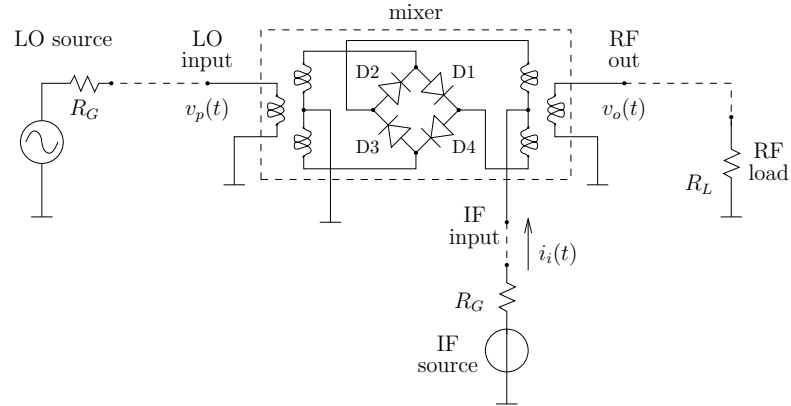 mixer
LO source
LO
input
RF
out
D2
D1
R_G
v_p(t)
v_o(t)
D3
D4
RF
load
R_L
IF
input
i_i(t)
R_G
IF
source